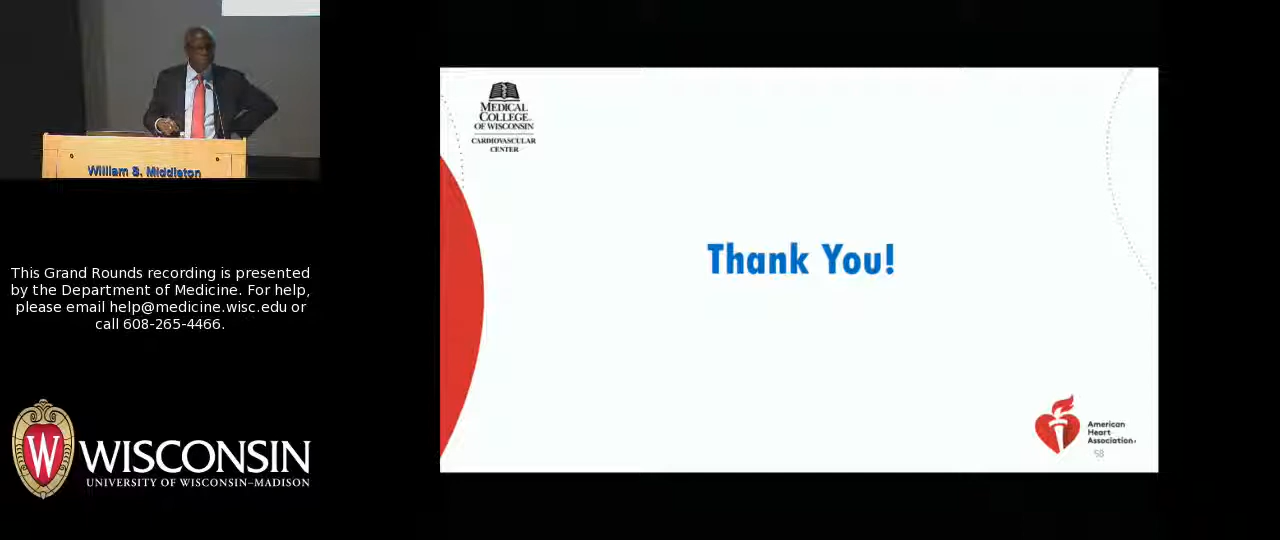 William S. Middleton
This Grand Rounds recording is presented
by the Department of Medicine. For help,
please email help@medicine.wisc.edu or
call 608-265-4466.
W
WISCONSIN
UNIVERSITY OF WISCONSIN–MADISON
MEDICAL
COLLEGE
OF WISCONSIN
CARDIOVASCULAR
CENTER
Thank You!
American
Heart
Association.
58